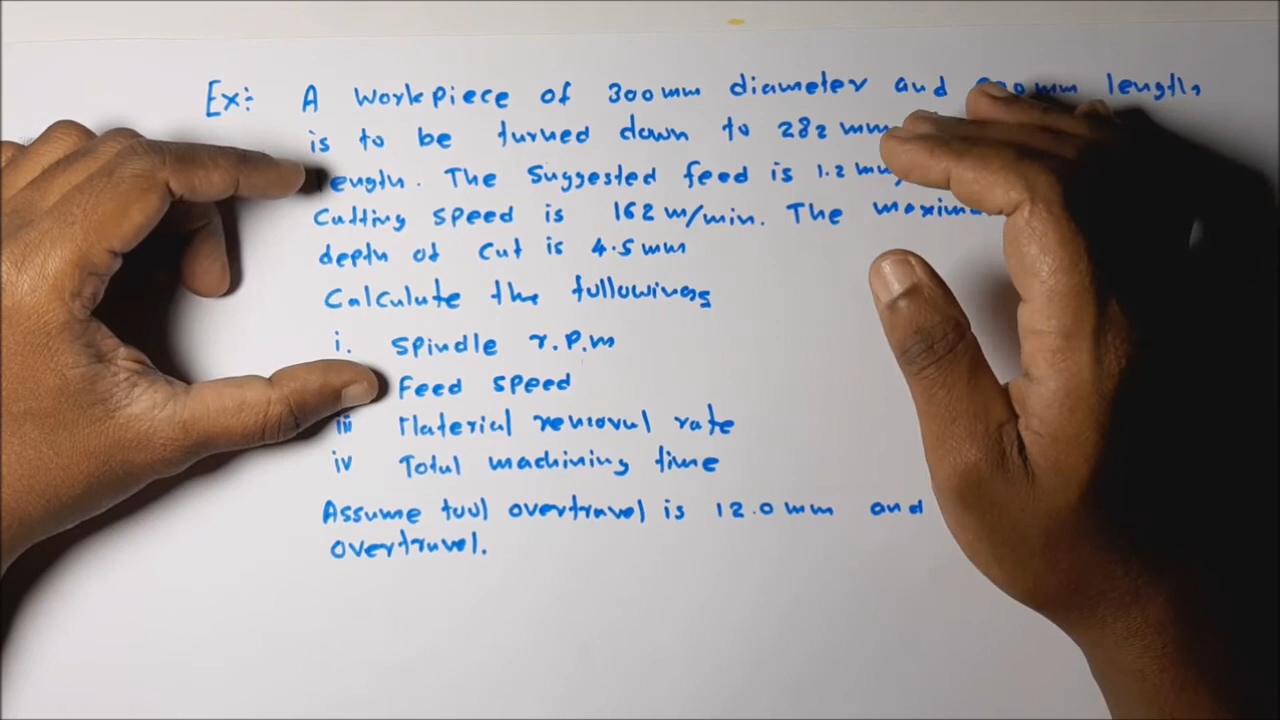 Ex:- A workpiece of 300mm diameter and mm length,
is to be turned down to 282 mm
length. The Suggested feed is 1.2 mm
Cutting speed is 162 m/min. The
depth of cut is 4.5 mm
Calculate the followings
i. Spindle r.p.m
Feed speed
iii Material removal rate
iv Total machining time
Assume tool overtravel is 12.0 mm and
overtravel.